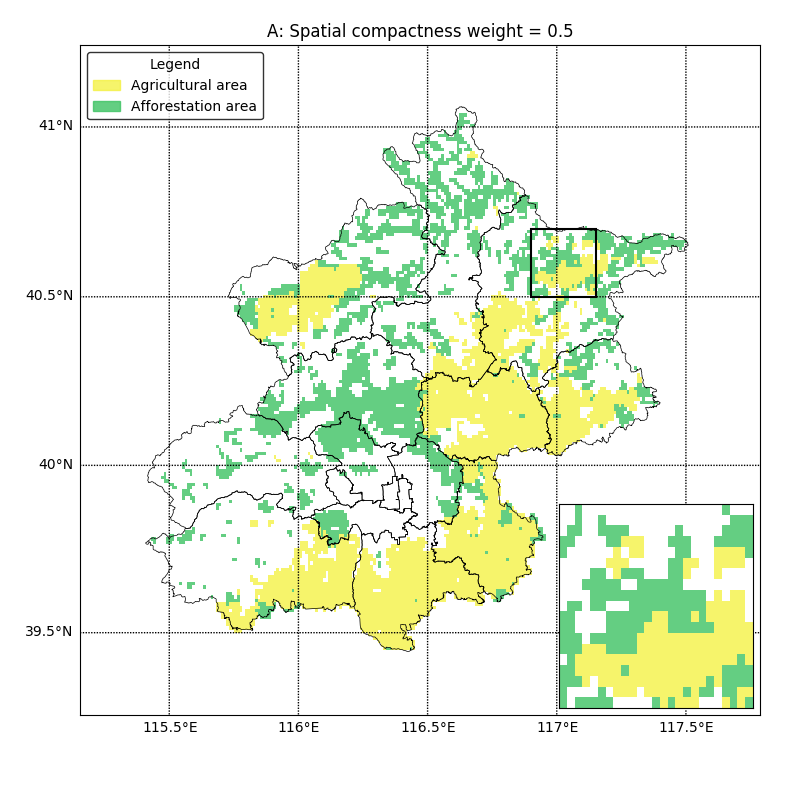 A: Spatial compactness weight = 0.5
Legend
Agricultural area
Afforestation area
41°N
40.5°N
40°N
39.5°N
115.5°E 116°E 116.5°E 117°E 117.5°E